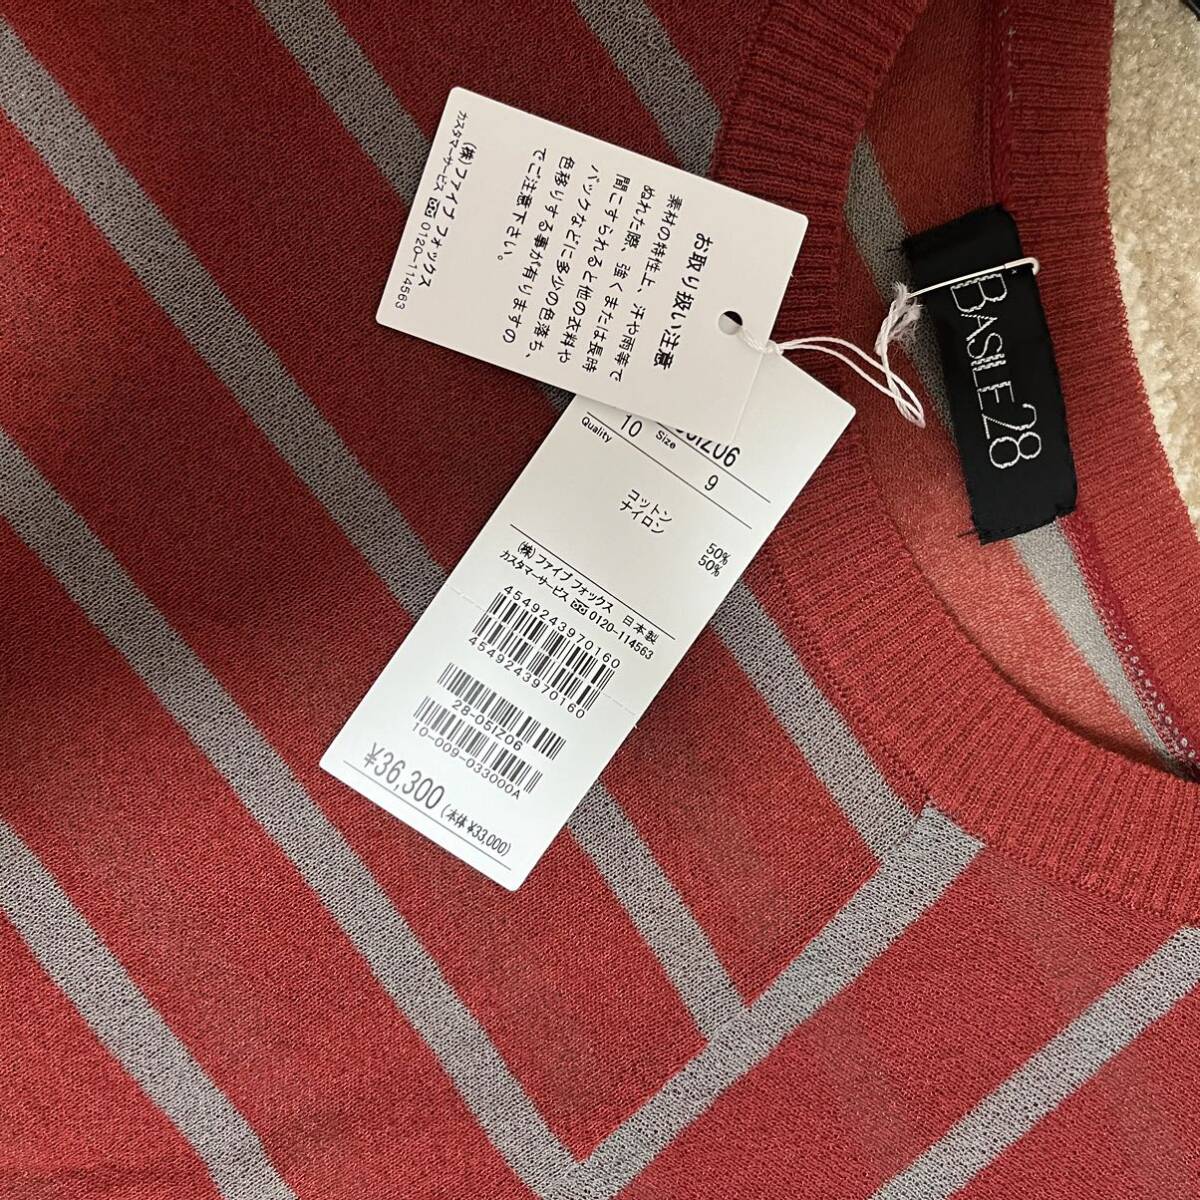 お取り扱い注意
素材の特性上、汗や雨等で
ぬれた際、強くまたは長時
間こすられると他の衣料や
バッグなどに多少の色落ち、
色移りする事が有りますの
でご注意下さい。
(株)ファイブ フォックス
カスタマーサービス 0120-114563
BASILE28
Quality
10
Size
9
コットン 50%
ナイロン 50%
(株)ファイブ フォックス 日本製
カスタマーサービス 0120-114563
4549243970160
4549243970160
28-05IZ06
10-009-033000A
¥36,300 (本体 ¥33,000)